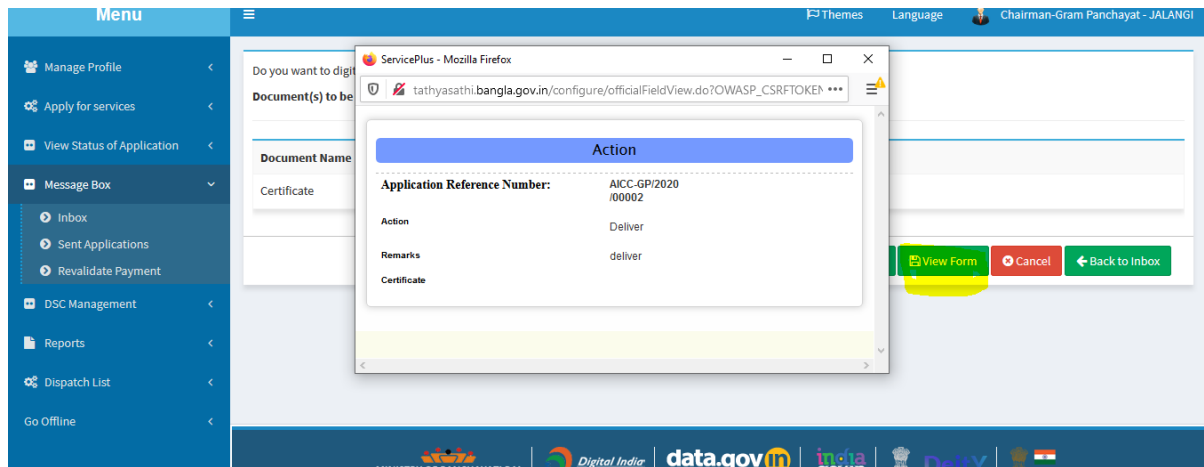 Menu
Themes Language Chairman-Gram Panchayat - JALANGI
Manage Profile
Apply for services
View Status of Application
Message Box
Inbox
Sent Applications
Revalidate Payment
DSC Management
Reports
Dispatch List
Go Offline
Do you want to digit
Document(s) to be
Document Name
Certificate
ServicePlus - Mozilla Firefox
tathyasathi.bangla.gov.in/configure/officialFieldView.do?OWASP_CSRFTOKEN
Action
Application Reference Number: AICC-GP/2020
/00002
Action Deliver
Remarks deliver
Certificate
View Form Cancel Back to Inbox
Digital India data.gov in india
DeitY